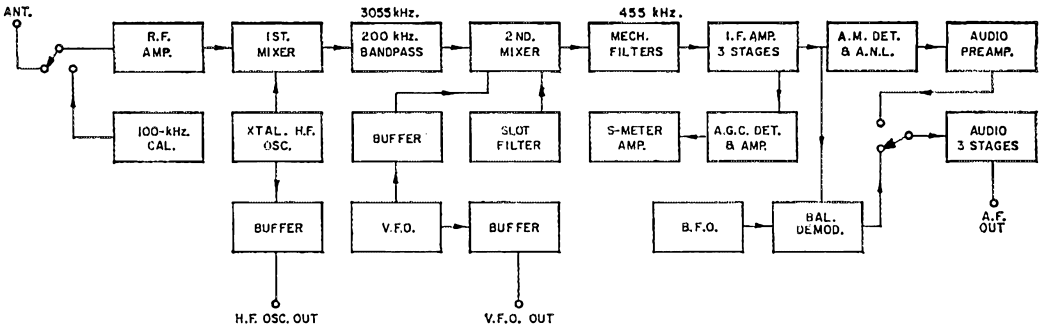 ANT.
R.F.
AMP.
1ST.
MIXER
3055 kHz.
200 kHz.
BANDPASS
2ND.
MIXER
455 kHz.
MECH.
FILTERS
I.F. AMP.
3 STAGES
A.M. DET.
& A.N.L.
AUDIO
PREAMP.
100-kHz.
CAL.
XTAL. H.F.
OSC.
BUFFER
SLOT
FILTER
S-METER
AMP.
A.G.C. DET.
& AMP.
AUDIO
3 STAGES
BUFFER
V.F.O.
BUFFER
B.F.O.
BAL.
DEMOD.
A.F.
OUT
H.F. OSC. OUT
V.F.O. OUT